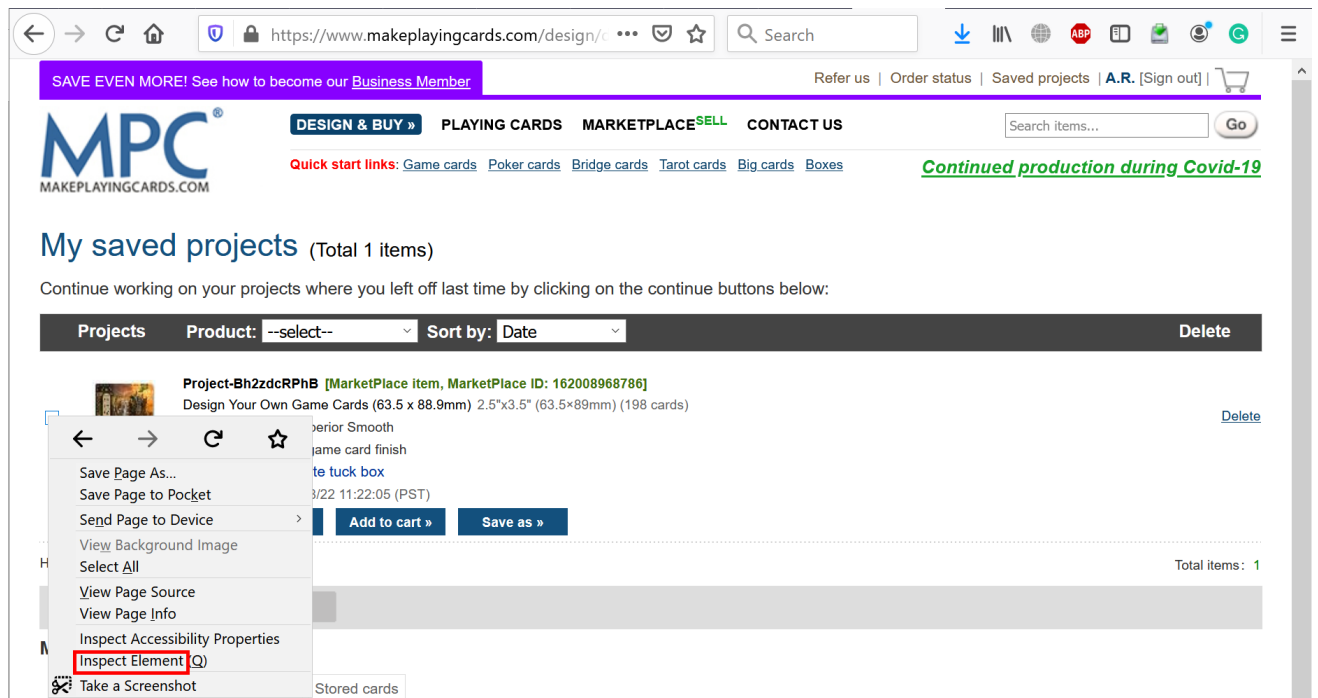 https://www.makeplayingcards.com/design/
Search
ABP
SAVE EVEN MORE! See how to become our Business Member
Refer us | Order status | Saved projects | A.R. [Sign out] |
MPC®
MAKEPLAYINGCARDS.COM
DESIGN & BUY » PLAYING CARDS MARKETPLACE SELL CONTACT US
Search items... Go
Quick start links: Game cards Poker cards Bridge cards Tarot cards Big cards Boxes
Continued production during Covid-19
My saved projects (Total 1 items)
Continue working on your projects where you left off last time by clicking on the continue buttons below:
Projects Product: --select-- Sort by: Date Delete
Project-Bh2zdcRPhB [MarketPlace item, MarketPlace ID: 162008968786]
Design Your Own Game Cards (63.5 x 88.9mm) 2.5"x3.5" (63.5×89mm) (198 cards)
Delete
perior Smooth
game card finish
te tuck box
3/22 11:22:05 (PST)
Add to cart » Save as »
Total items: 1
Save Page As...
Save Page to Pocket
Send Page to Device
View Background Image
Select All
View Page Source
View Page Info
Inspect Accessibility Properties
Inspect Element (Q)
Take a Screenshot
Stored cards